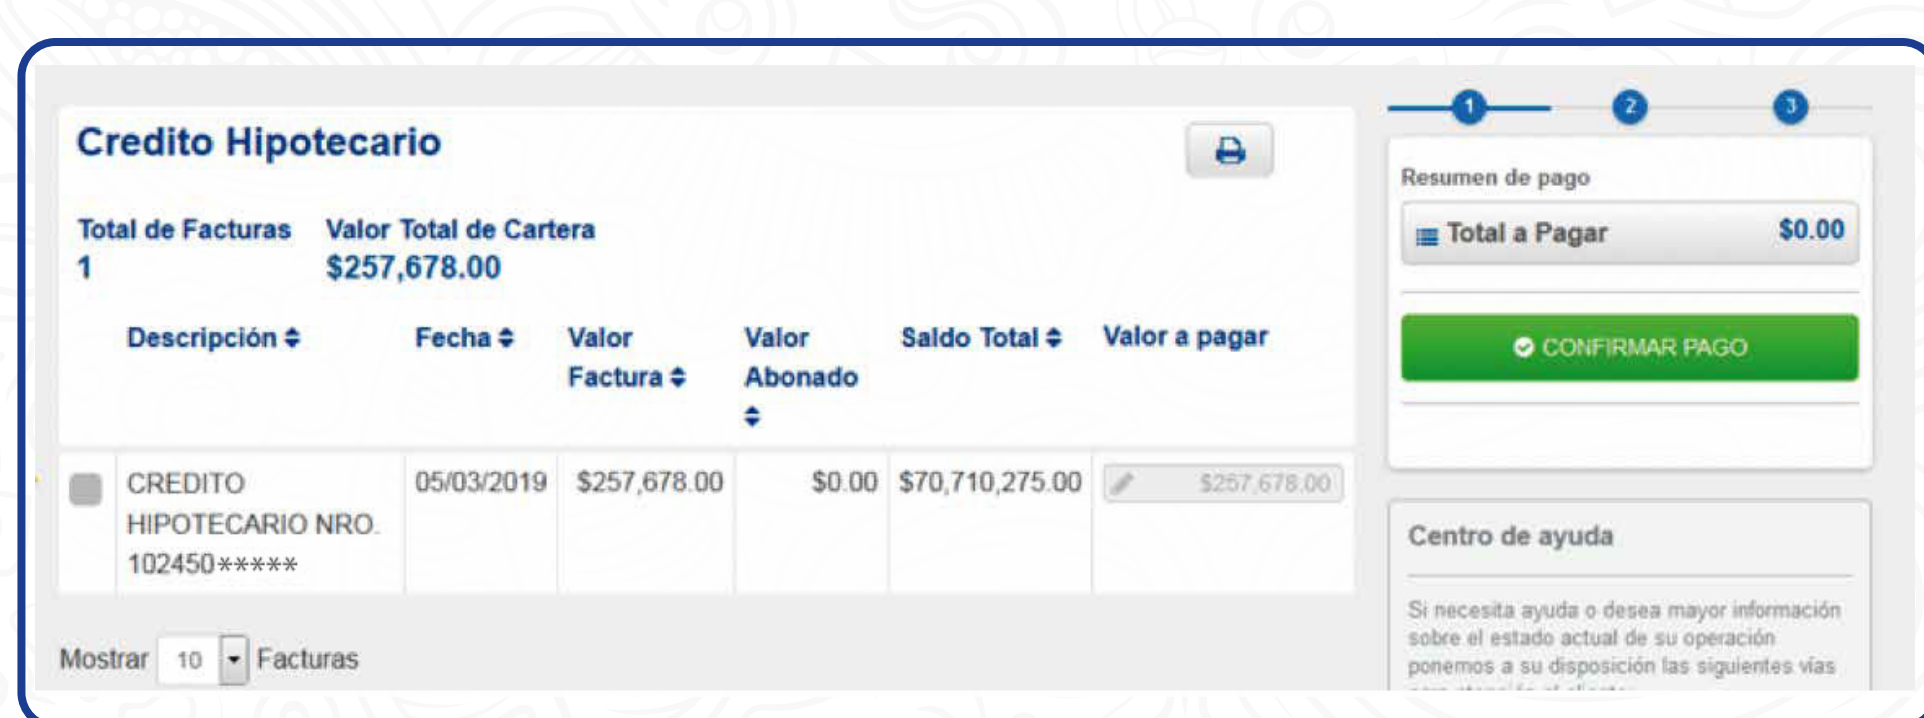 Credito Hipotecario
Total de Facturas
1
Valor Total de Cartera
$257,678.00
Descripción
Fecha
Valor
Factura
Valor
Abonado
Saldo Total
Valor a pagar
CREDITO
HIPOTECARIO NRO.
102450*****
05/03/2019
$257,678.00
$0.00
$70,710,275.00
$257,678.00
Mostrar 10 Facturas
1 2 3
Resumen de pago
Total a Pagar $0.00
CONFIRMAR PAGO
Centro de ayuda
Si necesita ayuda o desea mayor información
sobre el estado actual de su operación
ponemos a su disposición las siguientes vías